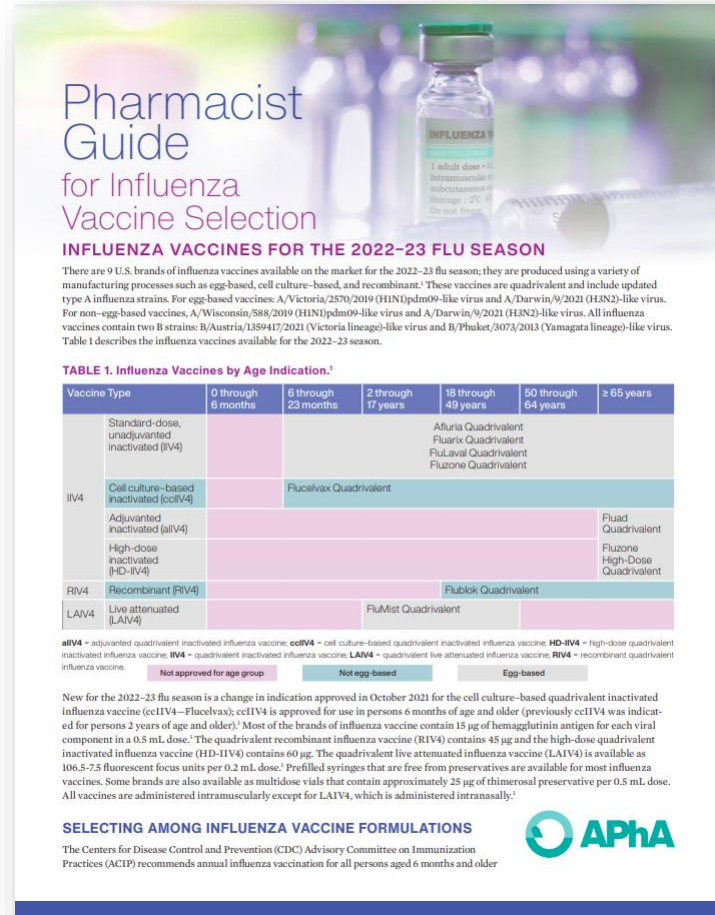 Pharmacist
Guide
for Influenza
Vaccine Selection
INFLUENZA
1 adult dose
Intramuscular
subcutaneous
Storage : 2°C
Do not freeze
INFLUENZA VACCINES FOR THE 2022–23 FLU SEASON
There are 9 U.S. brands of influenza vaccines available on the market for the 2022–23 flu season; they are produced using a variety of
manufacturing processes such as egg-based, cell culture–based, and recombinant.¹ These vaccines are quadrivalent and include updated
type A influenza strains. For egg-based vaccines: A/Victoria/2570/2019 (H1N1)pdm09-like virus and A/Darwin/9/2021 (H3N2)-like virus.
For non–egg-based vaccines, A/Wisconsin/588/2019 (H1N1)pdm09-like virus and A/Darwin/9/2021 (H3N2)-like virus. All influenza
vaccines contain two B strains: B/Austria/1359417/2021 (Victoria lineage)-like virus and B/Phuket/3073/2013 (Yamagata lineage)-like virus.
Table 1 describes the influenza vaccines available for the 2022–23 season.
TABLE 1. Influenza Vaccines by Age Indication.¹
Vaccine Type
0 through
6 months
6 through
23 months
2 through
17 years
18 through
49 years
50 through
64 years
≥ 65 years
IIV4
Standard-dose,
unadjuvanted
inactivated (IIV4)
Afluria Quadrivalent
Fluarix Quadrivalent
FluLaval Quadrivalent
Fluzone Quadrivalent
Cell culture–based
inactivated (ccIIV4)
Flucelvax Quadrivalent
Adjuvanted
inactivated (aIIV4)
Fluad
Quadrivalent
High-dose
inactivated
(HD-IIV4)
Fluzone
High-Dose
Quadrivalent
RIV4
Recombinant (RIV4)
Flublok Quadrivalent
LAIV4
Live attenuated
(LAIV4)
FluMist Quadrivalent
aIIV4 = adjuvanted quadrivalent inactivated influenza vaccine; ccIIV4 = cell culture–based quadrivalent inactivated influenza vaccine; HD-IIV4 = high-dose quadrivalent
inactivated influenza vaccine; IIV4 = quadrivalent inactivated influenza vaccine; LAIV4 = quadrivalent live attenuated influenza vaccine; RIV4 = recombinant quadrivalent
influenza vaccine.
Not approved for age group
Not egg-based
Egg-based
New for the 2022–23 flu season is a change in indication approved in October 2021 for the cell culture–based quadrivalent inactivated
influenza vaccine (ccIIV4—Flucelvax); ccIIV4 is approved for use in persons 6 months of age and older (previously ccIIV4 was indicat-
ed for persons 2 years of age and older).¹ Most of the brands of influenza vaccine contain 15 µg of hemagglutinin antigen for each viral
component in a 0.5 mL dose.¹ The quadrivalent recombinant influenza vaccine (RIV4) contains 45 µg and the high-dose quadrivalent
inactivated influenza vaccine (HD-IIV4) contains 60 µg. The quadrivalent live attenuated influenza vaccine (LAIV4) is available as
106.5-7.5 fluorescent focus units per 0.2 mL dose.¹ Prefilled syringes that are free from preservatives are available for most influenza
vaccines. Some brands are also available as multidose vials that contain approximately 25 µg of thimerosal preservative per 0.5 mL dose.
All vaccines are administered intramuscularly except for LAIV4, which is administered intranasally.¹
SELECTING AMONG INFLUENZA VACCINE FORMULATIONS
The Centers for Disease Control and Prevention (CDC) Advisory Committee on Immunization
Practices (ACIP) recommends annual influenza vaccination for all persons aged 6 months and older
APhA